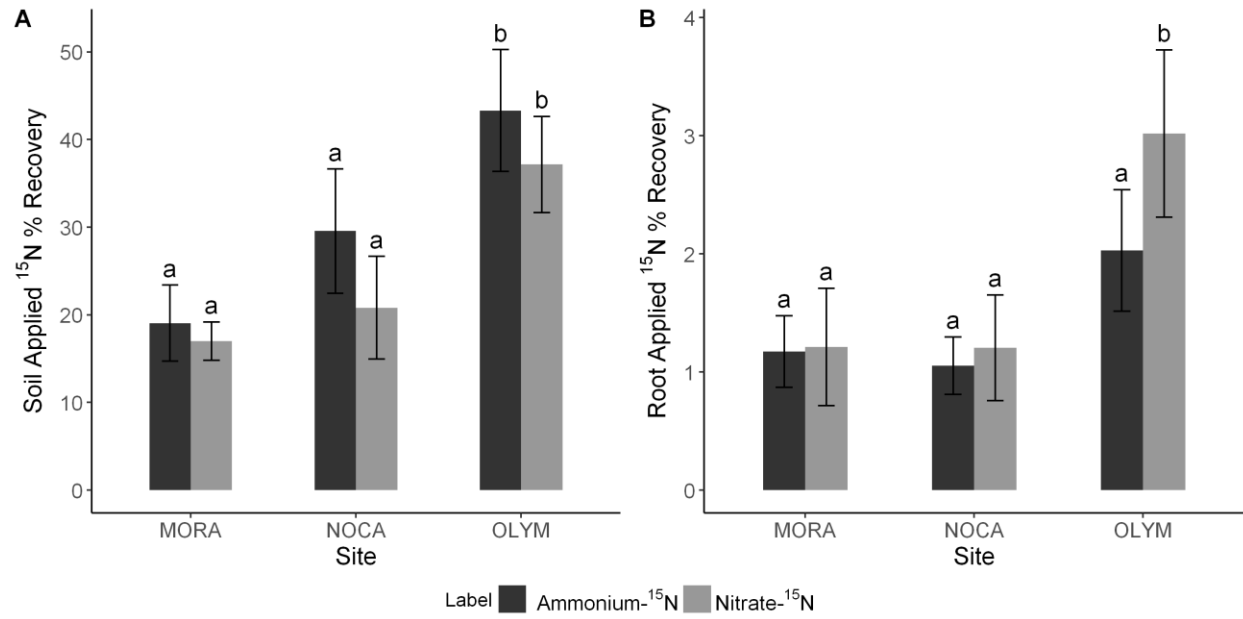 A
Soil Applied ¹⁵N % Recovery
50
40
30
20
10
0
a
a
a
a
b
b
MORA
NOCA
OLYM
Site
B
Root Applied ¹⁵N % Recovery
4
3
2
1
0
a
a
a
a
a
b
MORA
NOCA
OLYM
Site
Label Ammonium-¹⁵N Nitrate-¹⁵N